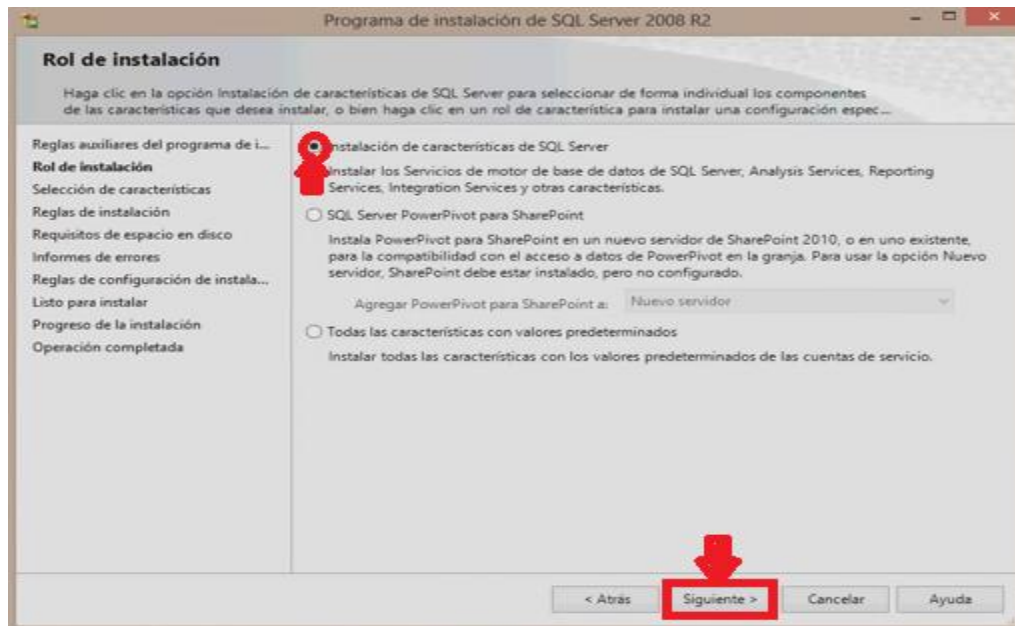 Programa de instalación de SQL Server 2008 R2
Rol de instalación
Haga clic en la opción Instalación de características de SQL Server para seleccionar de forma individual los componentes
de las características que desea instalar, o bien haga clic en un rol de característica para instalar una configuración espec...
Reglas auxiliares del programa de i...
Rol de instalación
Selección de características
Reglas de instalación
Requisitos de espacio en disco
Informes de errores
Reglas de configuración de instala...
Listo para instalar
Progreso de la instalación
Operación completada
nstalación de características de SQL Server
Instalar los Servicios de motor de base de datos de SQL Server, Analysis Services, Reporting
Services, Integration Services y otras características.
SQL Server PowerPivot para SharePoint
Instala PowerPivot para SharePoint en un nuevo servidor de SharePoint 2010, o en uno existente,
para la compatibilidad con el acceso a datos de PowerPivot en la granja. Para usar la opción Nuevo
servidor, SharePoint debe estar instalado, pero no configurado.
Agregar PowerPivot para SharePoint a: Nuevo servidor
Todas las características con valores predeterminados
Instalar todas las características con los valores predeterminados de las cuentas de servicio.
< Atrás Siguiente > Cancelar Ayuda